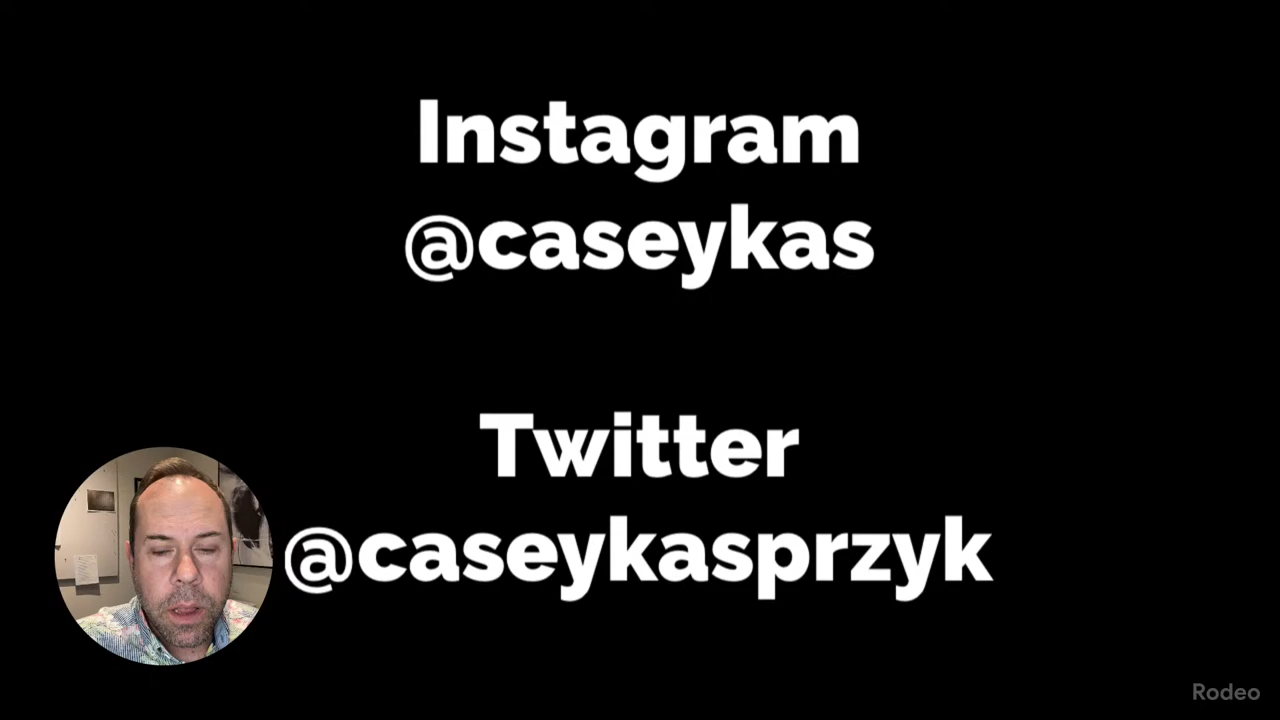 Instagram
@caseykas
Twitter
@caseykasprzyk
Rodeo